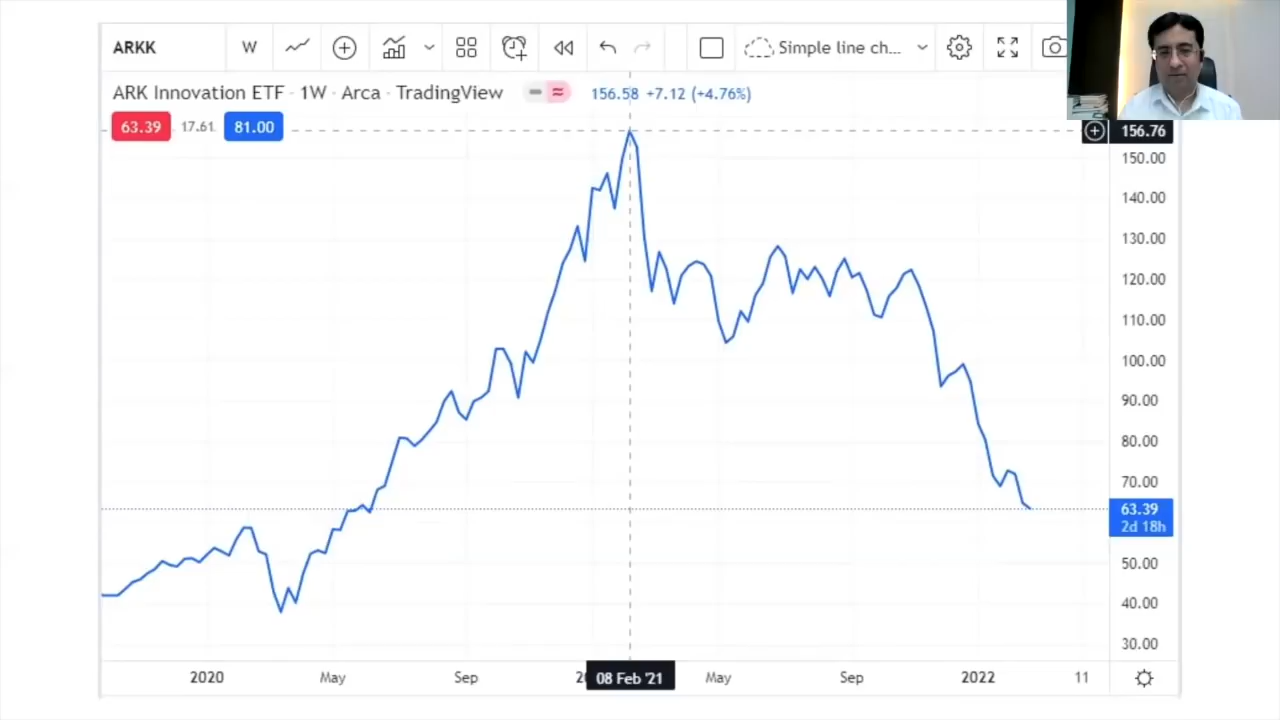 ARKK W Simple line ch...
ARK Innovation ETF · 1W · Arca · TradingView 156.58 +7.12 (+4.76%)
63.39 17.61 81.00
156.76
150.00
140.00
130.00
120.00
110.00
100.00
90.00
80.00
70.00
63.39
2d 18h
50.00
40.00
30.00
2020 May Sep 08 Feb '21 May Sep 2022 11